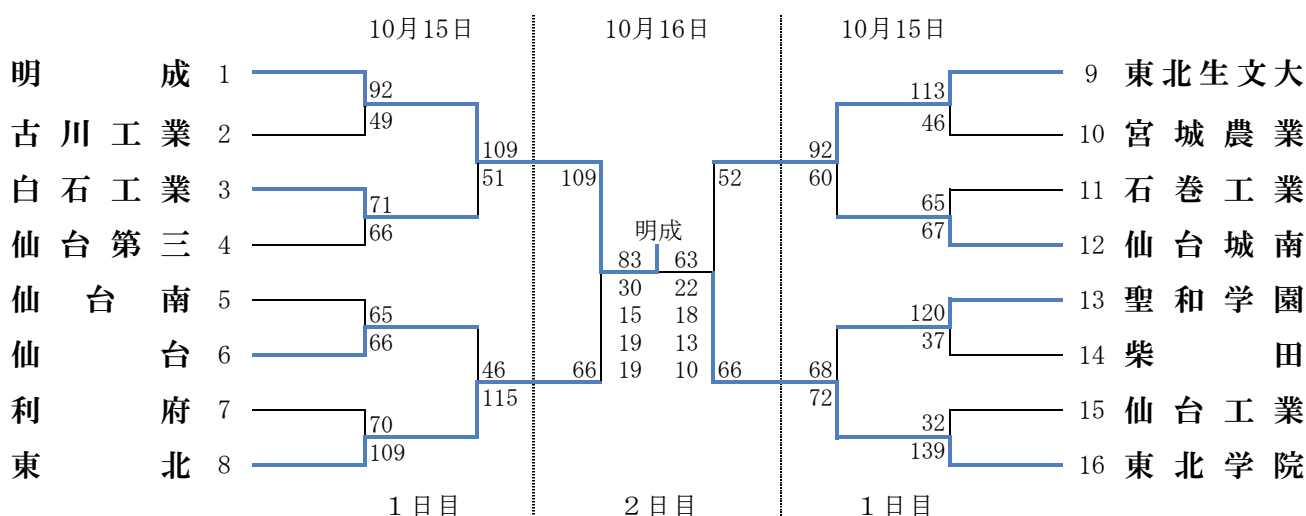 10月15日 10月16日 10月15日
明成 1 92 113 9 東北生文大
古川工業 2 49 46 10 宮城農業
109 92
51 109 52 60
白石工業 3 71 65 11 石巻工業
仙台第三 4 66 67 12 仙台城南
明成
83 63
30 22
仙台南 5 65 15 18 120 13 聖和学園
仙台 6 66 19 13 37 14 柴田
46 66 19 10 66 68
115 72
利府 7 70 32 15 仙台工業
東北 8 109 139 16 東北学院
1日目 2日目 1日目